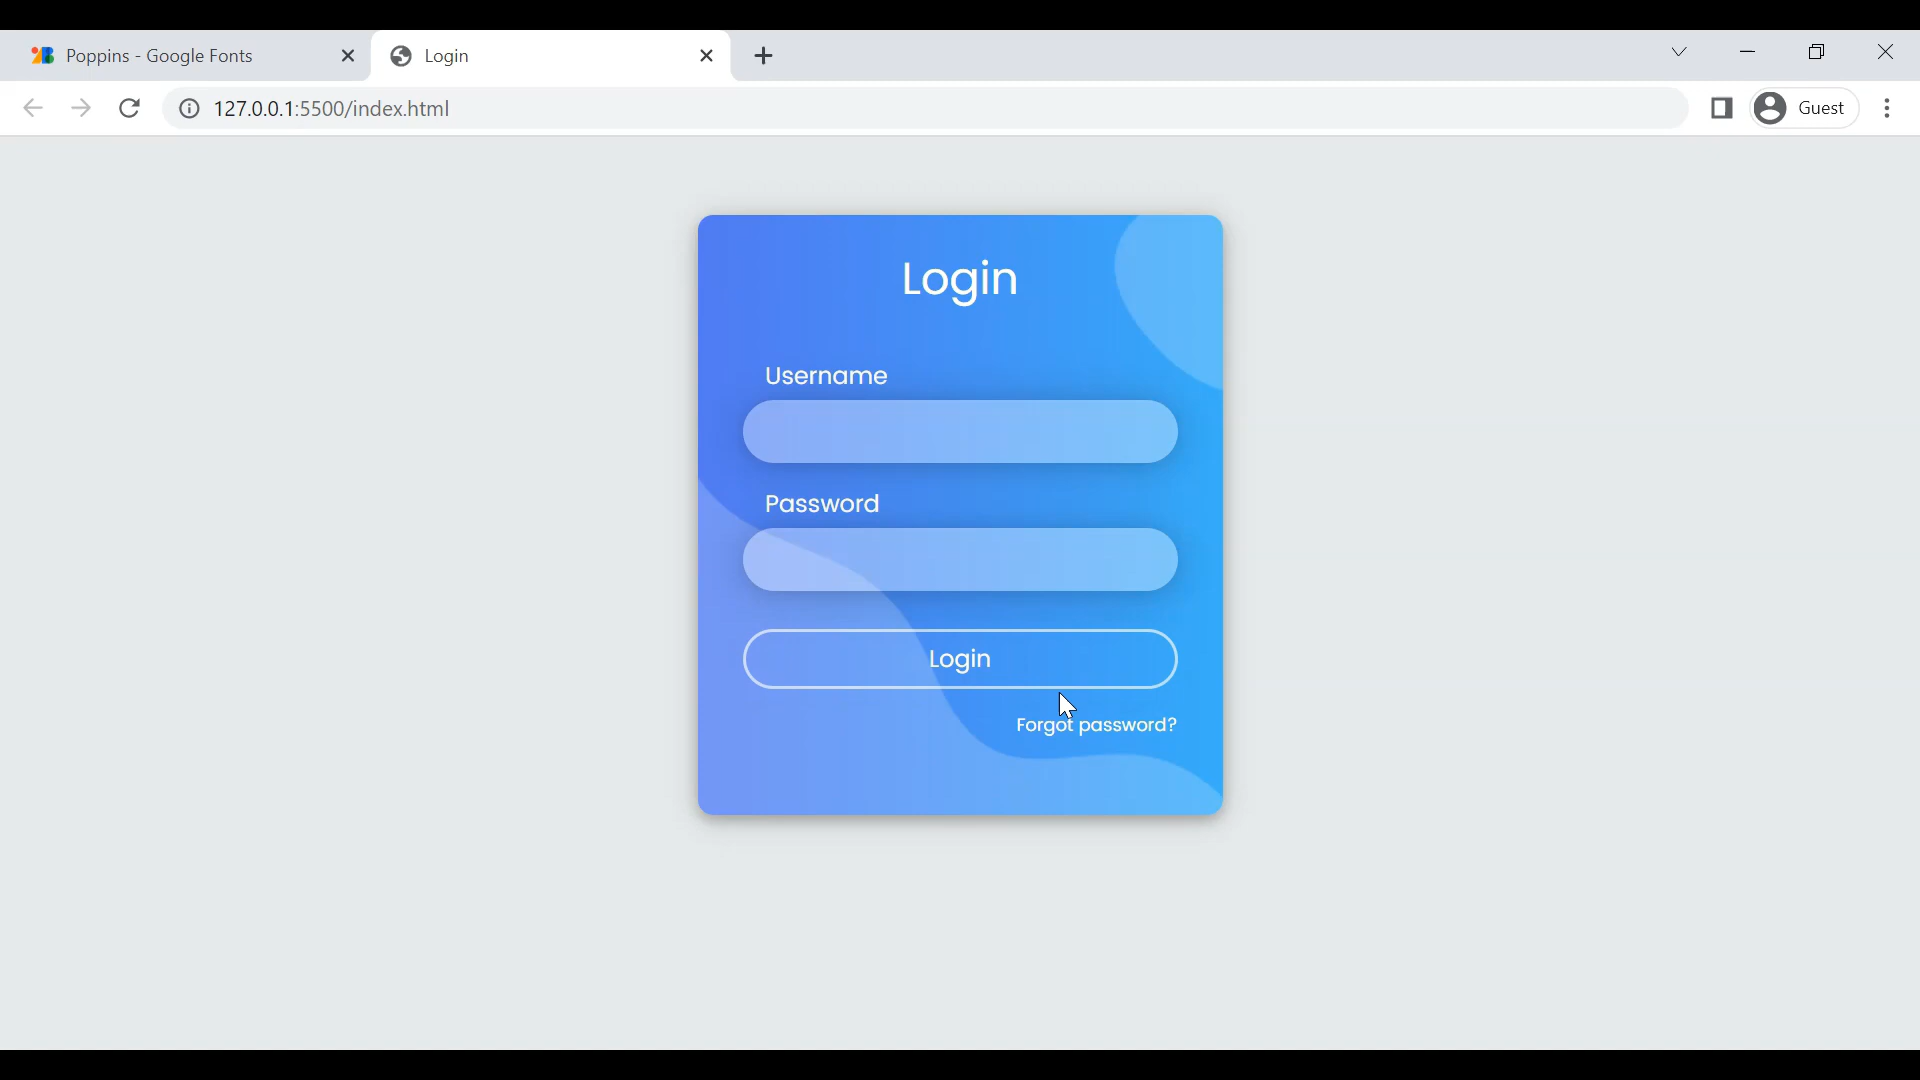 Poppins - Google Fonts
Login
127.0.0.1:5500/index.html
Guest
Login
Username
Password
Login
Forgot password?